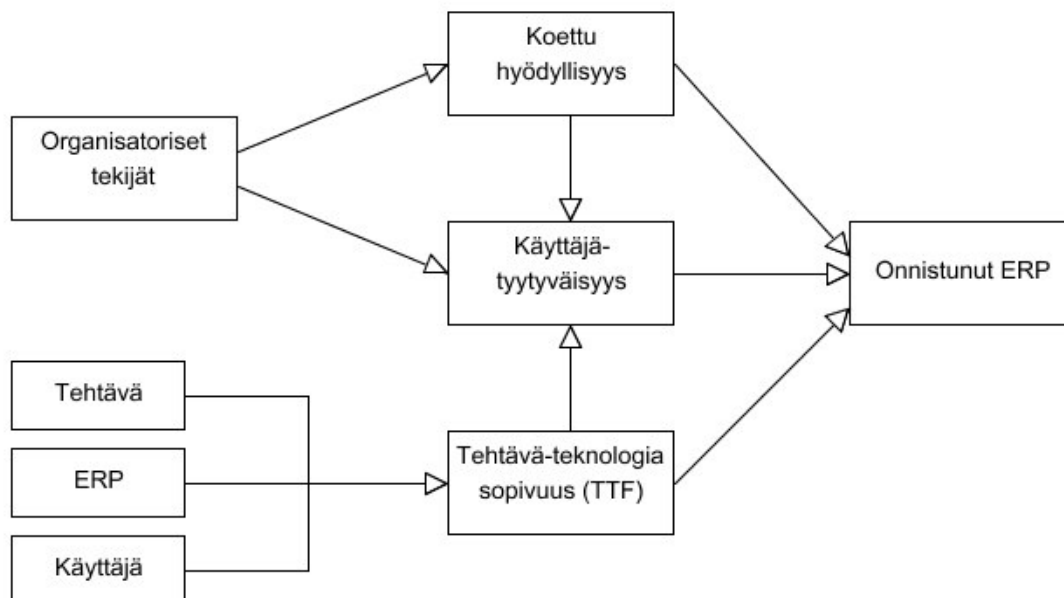 Koettu
hyödyllisyys
Organisatoriset
tekijät
Käyttäjä-
tyytyväisyys
Onnistunut ERP
Tehtävä
ERP
Käyttäjä
Tehtävä-teknologia
sopivuus (TTF)